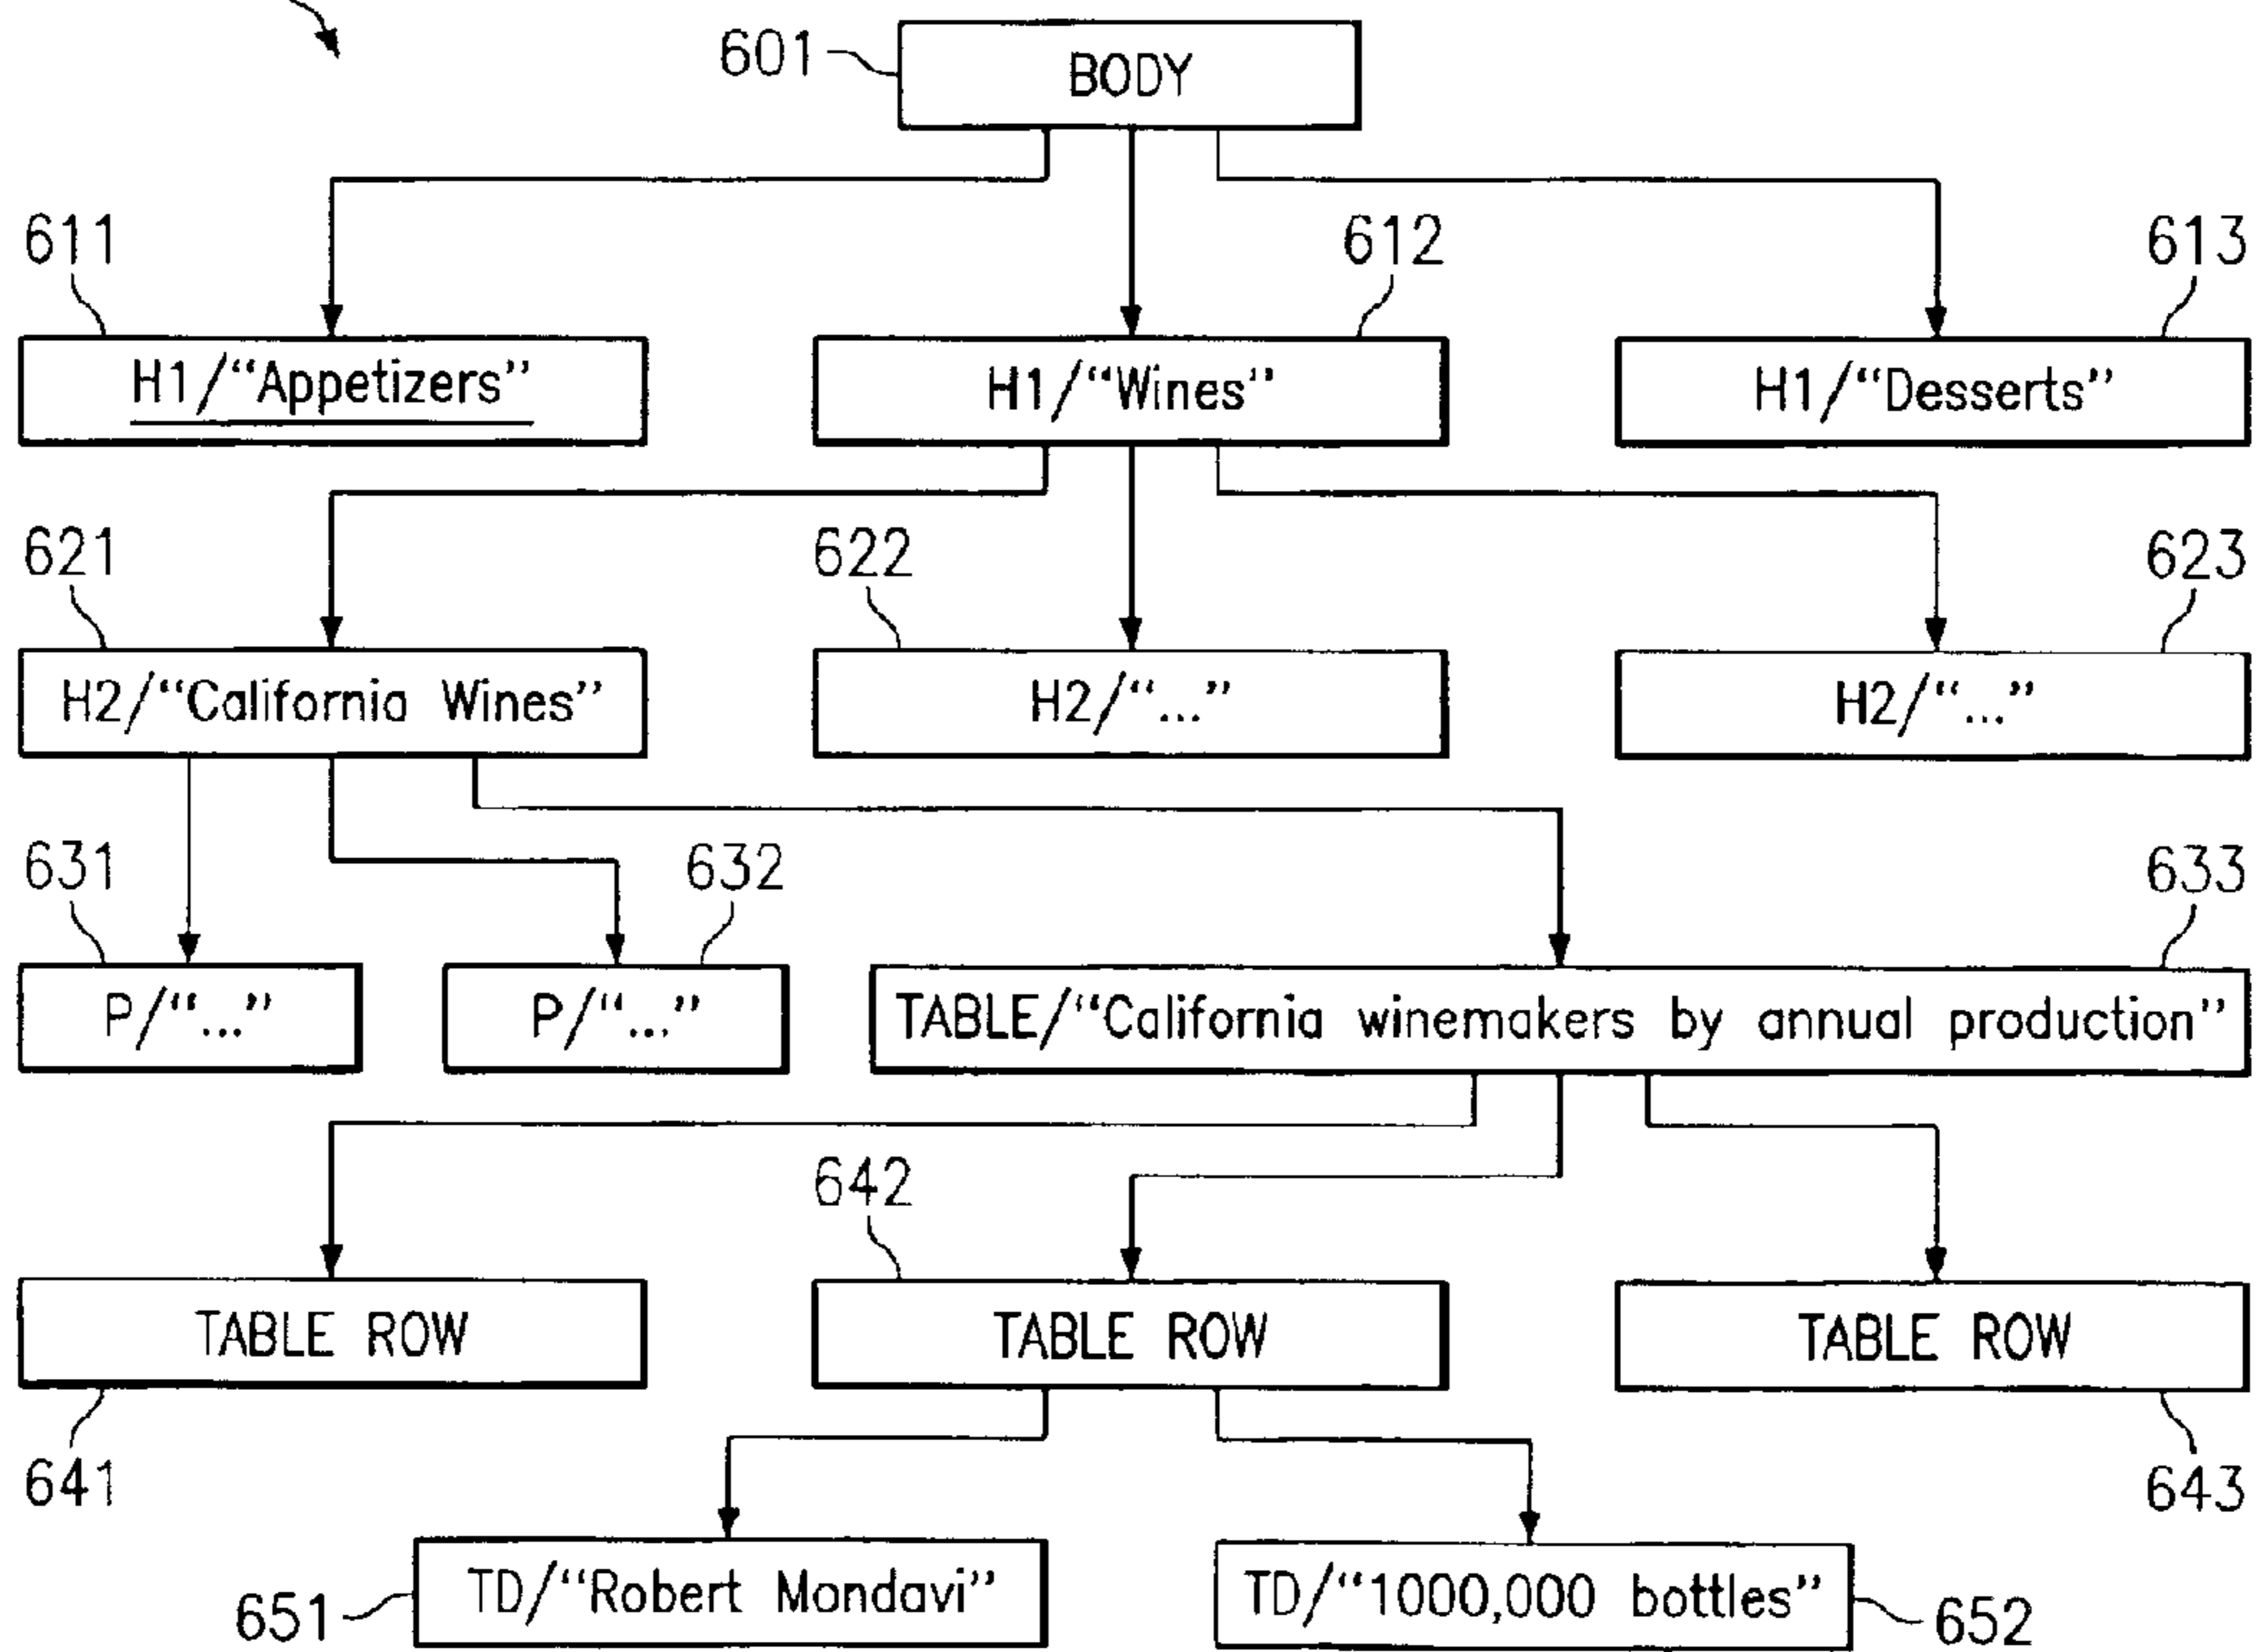 601
BODY
611
612
613
H1/“Appetizers”
H1/“Wines”
H1/“Desserts”
621
622
623
H2/“California Wines”
H2/“...”
H2/“...”
631
632
633
P/“...”
P/“...”
TABLE/“California winemakers by annual production”
642
TABLE ROW
TABLE ROW
TABLE ROW
641
643
651
TD/“Robert Mondavi”
TD/“1000,000 bottles”
652